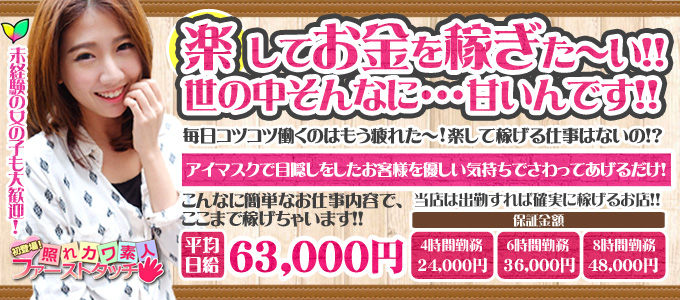 未経験の女の子も大歓迎！
楽してお金を稼ぎた〜い!!
世の中そんなに…甘いんです!!
毎日コツコツ働くのはもう疲れた〜！楽して稼げる仕事はないの!?
アイマスクで目隠しをしたお客様を優しい気持ちでさわってあげるだけ!
こんなに簡単なお仕事内容で、
ここまで稼げちゃいます!!
当店は出勤すれば確実に稼げるお店!!
保証金額
平均
日給
63,000円
4時間勤務
24,000円
6時間勤務
36,000円
8時間勤務
48,000円
初登場！
照れカワ素人
ファーストタッチ